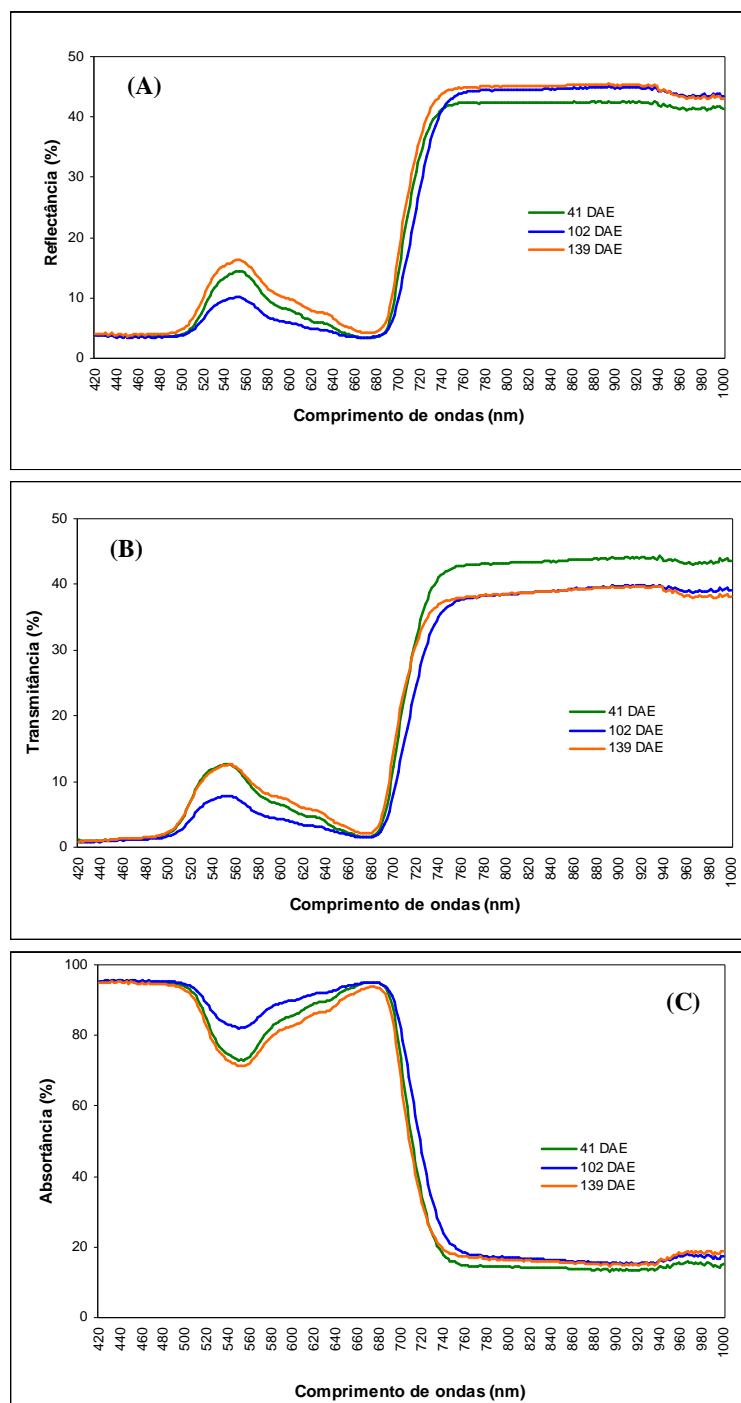 (A)
Reflectância (%)
50
40
30
20
10
0
41 DAE
102 DAE
139 DAE
420 440 460 480 500 520 540 560 580 600 620 640 660 680 700 720 740 760 780 800 820 840 860 880 900 920 940 960 980 1000
Comprimento de ondas (nm)
(B)
Transmitância (%)
50
40
30
20
10
0
41 DAE
102 DAE
139 DAE
420 440 460 480 500 520 540 560 580 600 620 640 660 680 700 720 740 760 780 800 820 840 860 880 900 920 940 960 980 1000
Comprimento de ondas (nm)
(C)
Absortância (%)
100
80
60
40
20
0
41 DAE
102 DAE
139 DAE
420 440 460 480 500 520 540 560 580 600 620 640 660 680 700 720 740 760 780 800 820 840 860 880 900 920 940 960 980 1000
Comprimento de ondas (nm)